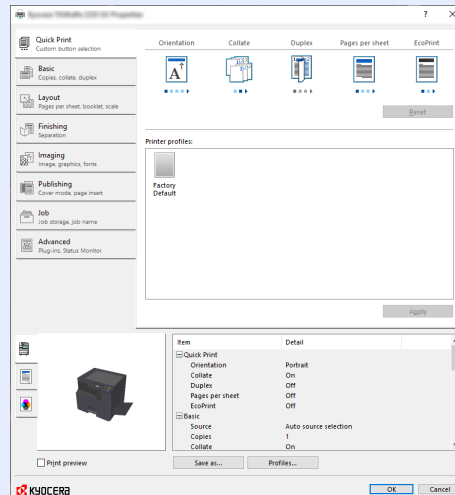 Properties
? X
Quick Print
Custom button selection
Basic
Copies, collate, duplex
Layout
Pages per sheet, booklet, scale
Finishing
Separation
Imaging
Image, graphics, fonts
Publishing
Cover mode, page insert
Job
Job storage, job name
Advanced
Plug-ins, Status Monitor
Orientation Collate Duplex Pages per sheet EcoPrint
A
Reset
Printer profiles:
Factory
Default
Apply
Item Detail
Quick Print
Orientation Portrait
Collate On
Duplex Off
Pages per sheet Off
EcoPrint Off
Basic
Source Auto source selection
Copies 1
Collate On
Print preview
Save as... Profiles...
KYOCERA
OK Cancel